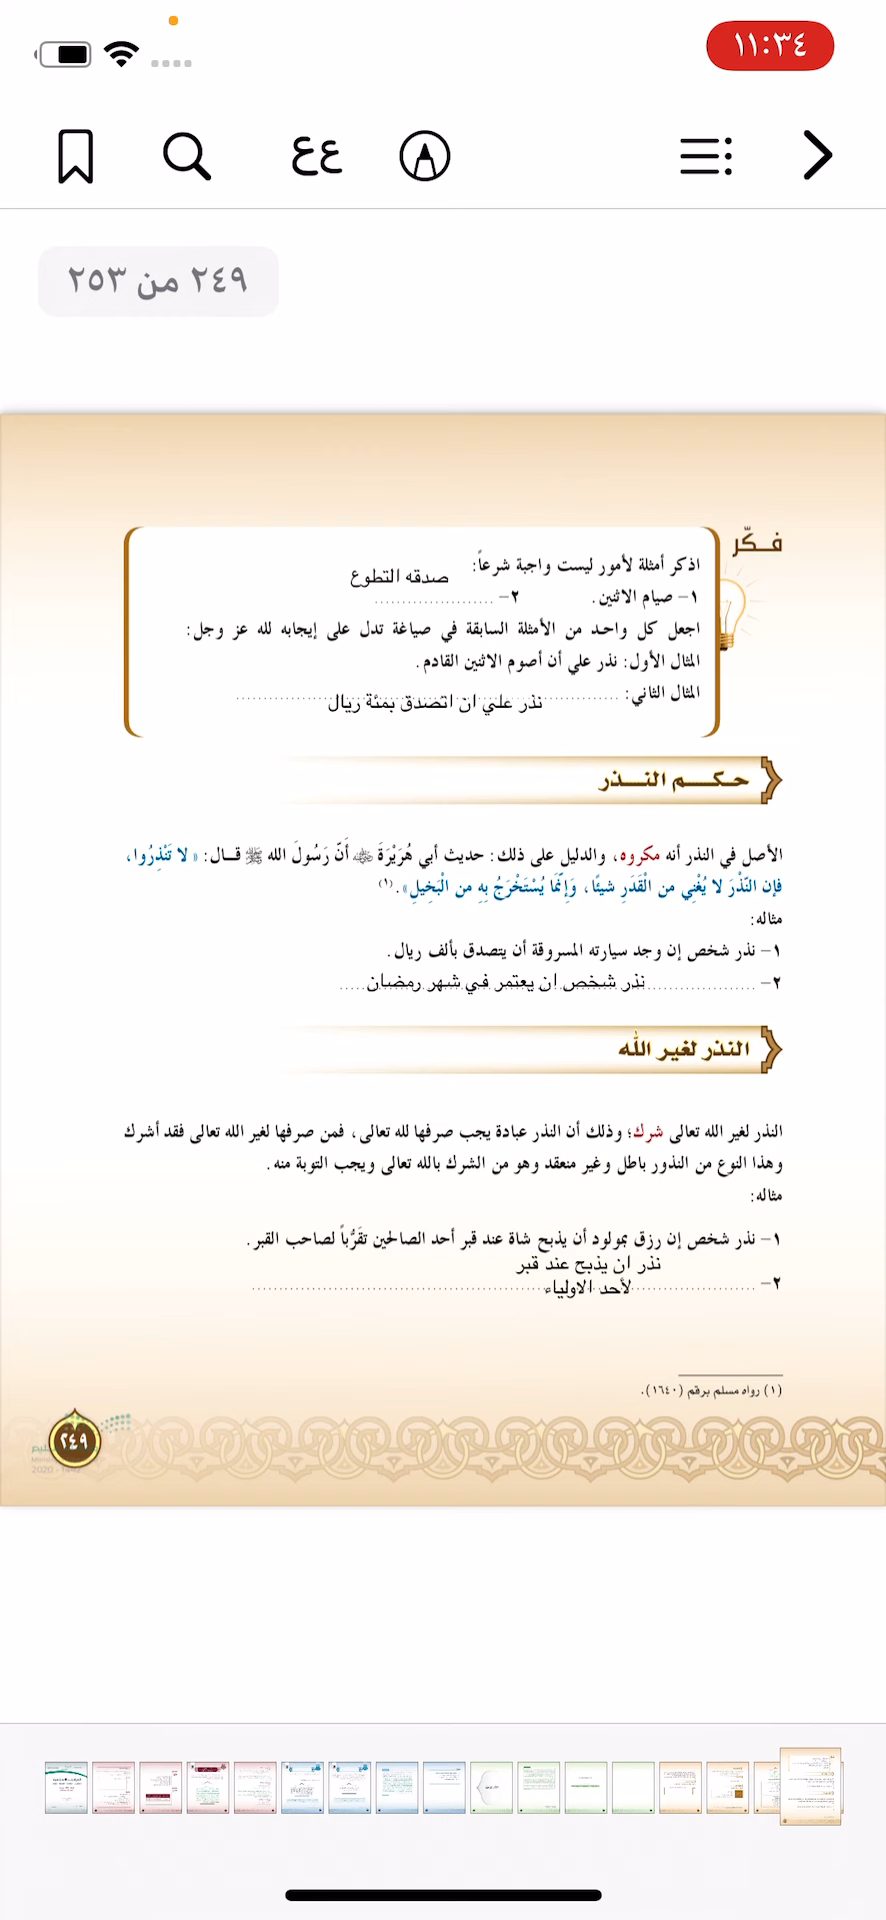 ١١:٣٤
عع
٢٤٩ من ٢٥٣
فكّر
اذكر أمثلة لأمور ليست واجبة شرعاً:
صدقه التطوع
١- صيام الاثنين. ٢- ....................
اجعل كل واحد من الأمثلة السابقة في صياغة تدل على إيجابه لله عز وجل:
المثال الأول: نذر علي أن أصوم الاثنين القادم.
المثال الثاني: نذر علي ان اتصدق بمئة ريال
حكم النذر
الأصل في النذر أنه مكروه، والدليل على ذلك: حديث أبي هُرَيْرَةَ ﵁ أَنّ رَسُولَ الله ﷺ قال: «لا تَنْذِرُوا،
فإن النّذْرَ لا يُغْنِي من الْقَدَرِ شيئًا، وَإِنَّمَا يُسْتَخْرَجُ بِهِ من الْبَخِيلِ».(١)
مثاله:
١- نذر شخص إن وجد سيارته المسروقة أن يتصدق بألف ريال.
٢- نذر شخص ان يعتمر في شهر رمضان
النذر لغير الله
النذر لغير الله تعالى شرك؛ وذلك أن النذر عبادة يجب صرفها لله تعالى، فمن صرفها لغير الله تعالى فقد أشرك
وهذا النوع من النذور باطل وغير منعقد وهو من الشرك بالله تعالى ويجب التوبة منه.
مثاله:
١- نذر شخص إن رزق بمولود أن يذبح شاة عند قبر أحد الصالحين تقَرُّباً لصاحب القبر.
نذر ان يذبح عند قبر
٢- لأحد الاولياء
(١) رواه مسلم برقم (١٦٤٠).
٢٤٩